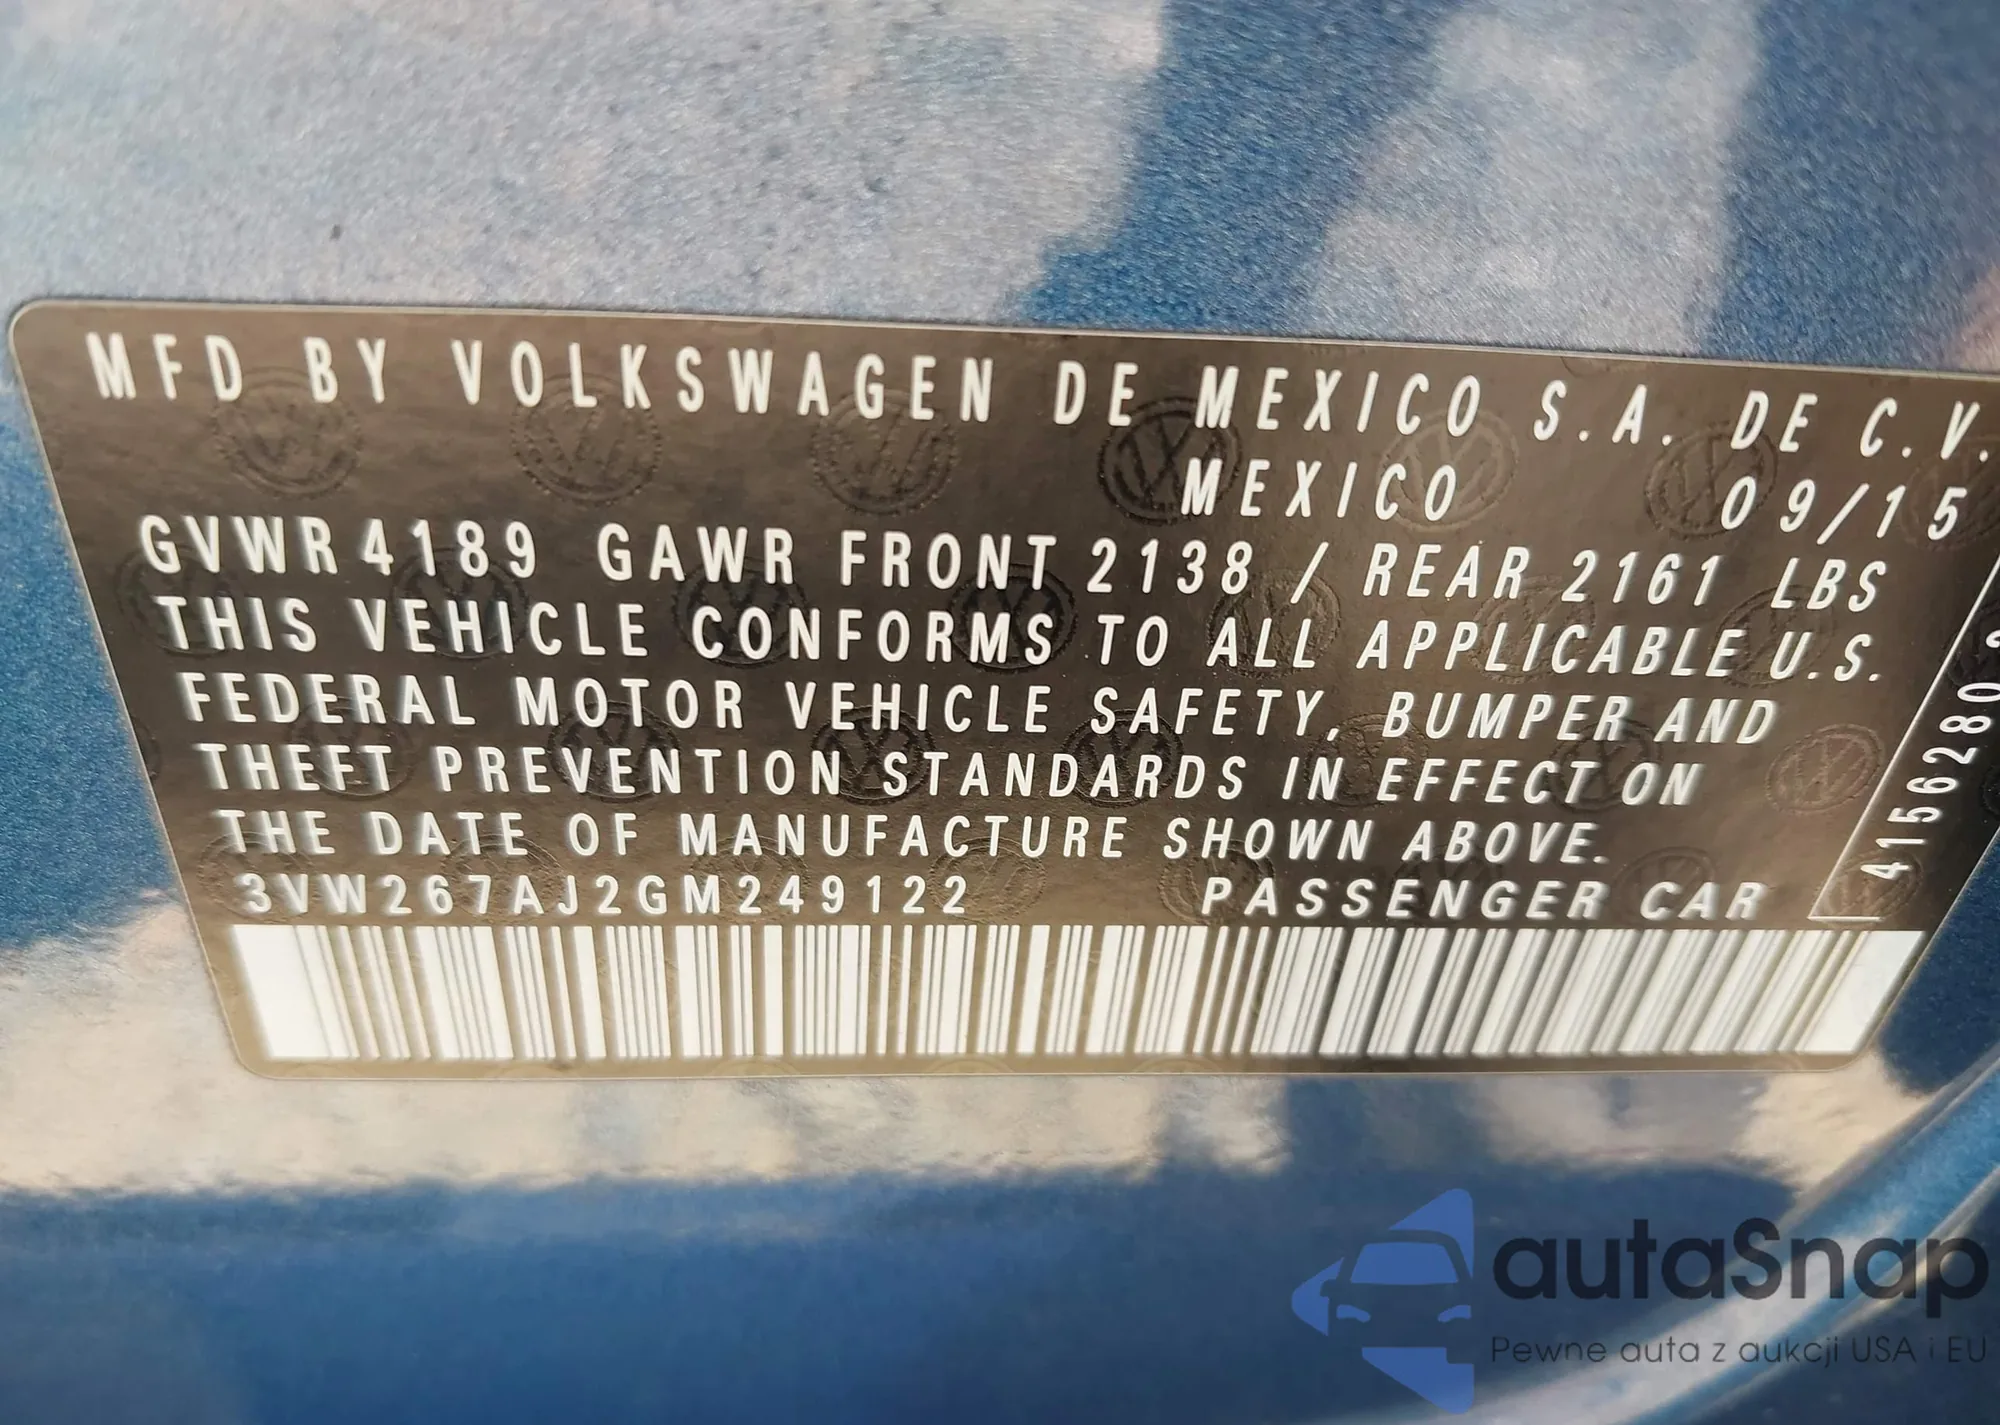 MFD BY VOLKSWAGEN DE MEXICO S.A. DE C.V.
MEXICO 09/15
GVWR 4189 GAWR FRONT 2138 / REAR 2161 LBS
THIS VEHICLE CONFORMS TO ALL APPLICABLE U.S.
FEDERAL MOTOR VEHICLE SAFETY, BUMPER AND
THEFT PREVENTION STANDARDS IN EFFECT ON
THE DATE OF MANUFACTURE SHOWN ABOVE.
3VW267AJ2GM249122 PASSENGER CAR
4156280
autaSnap
Pewne auta z aukcji USA i EU